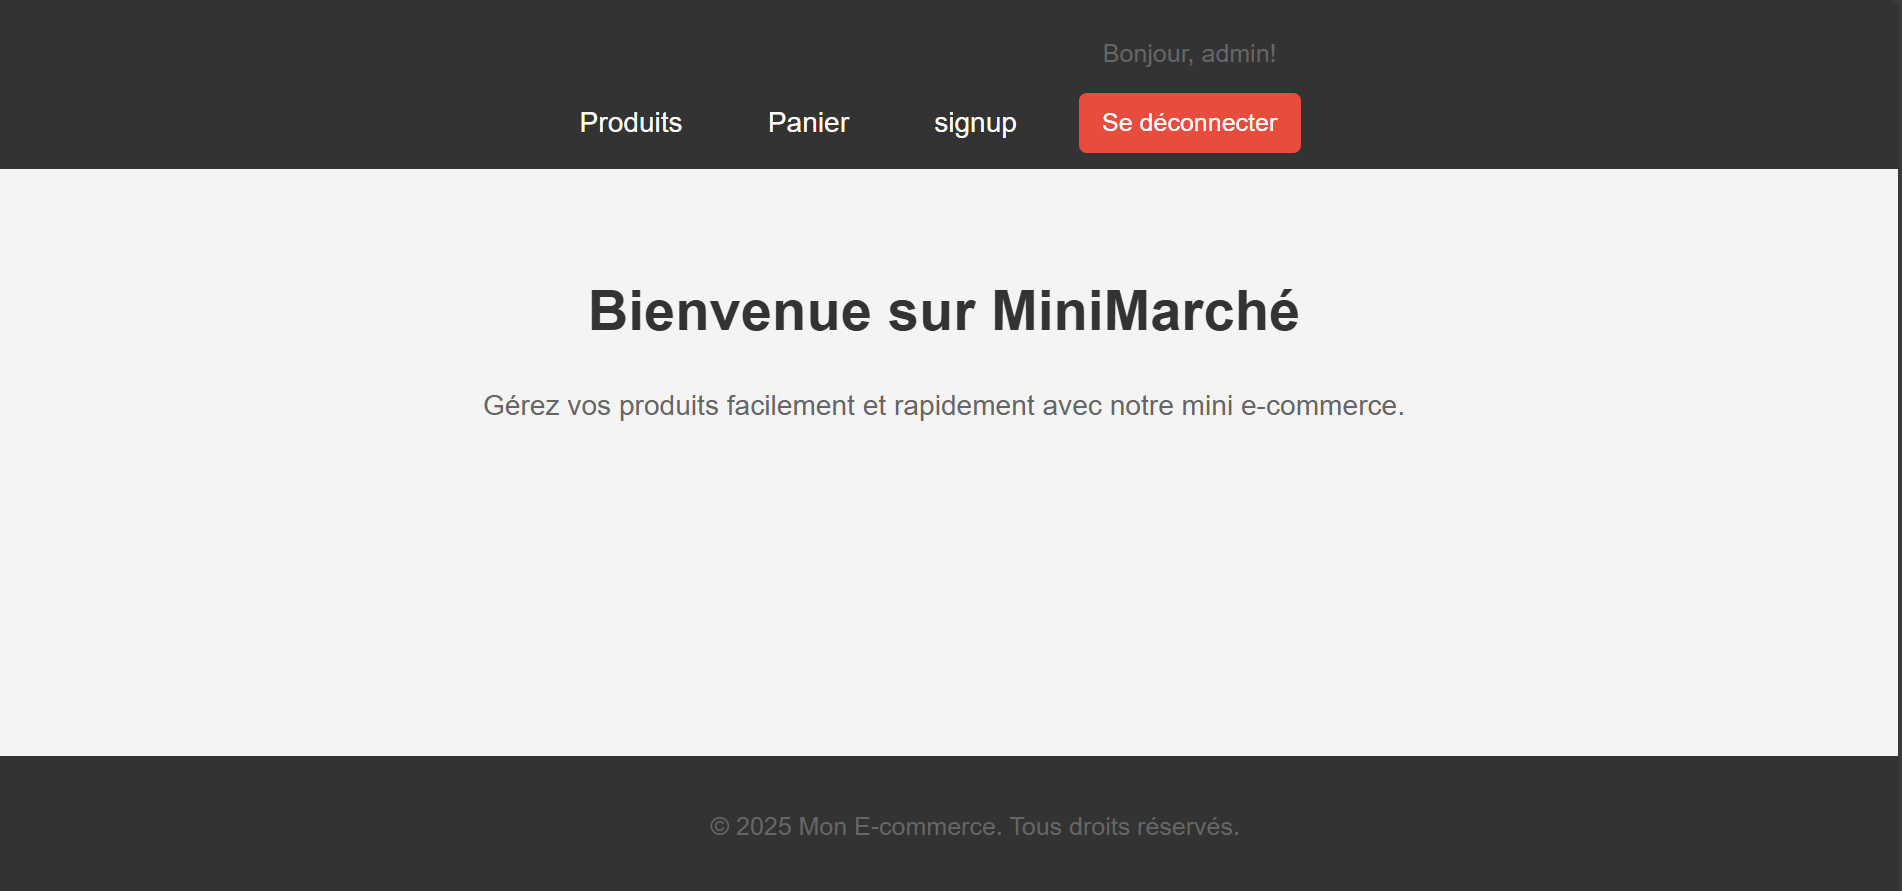 Bonjour, admin!
Produits Panier signup Se déconnecter
Bienvenue sur MiniMarché
Gérez vos produits facilement et rapidement avec notre mini e-commerce.
© 2025 Mon E-commerce. Tous droits réservés.